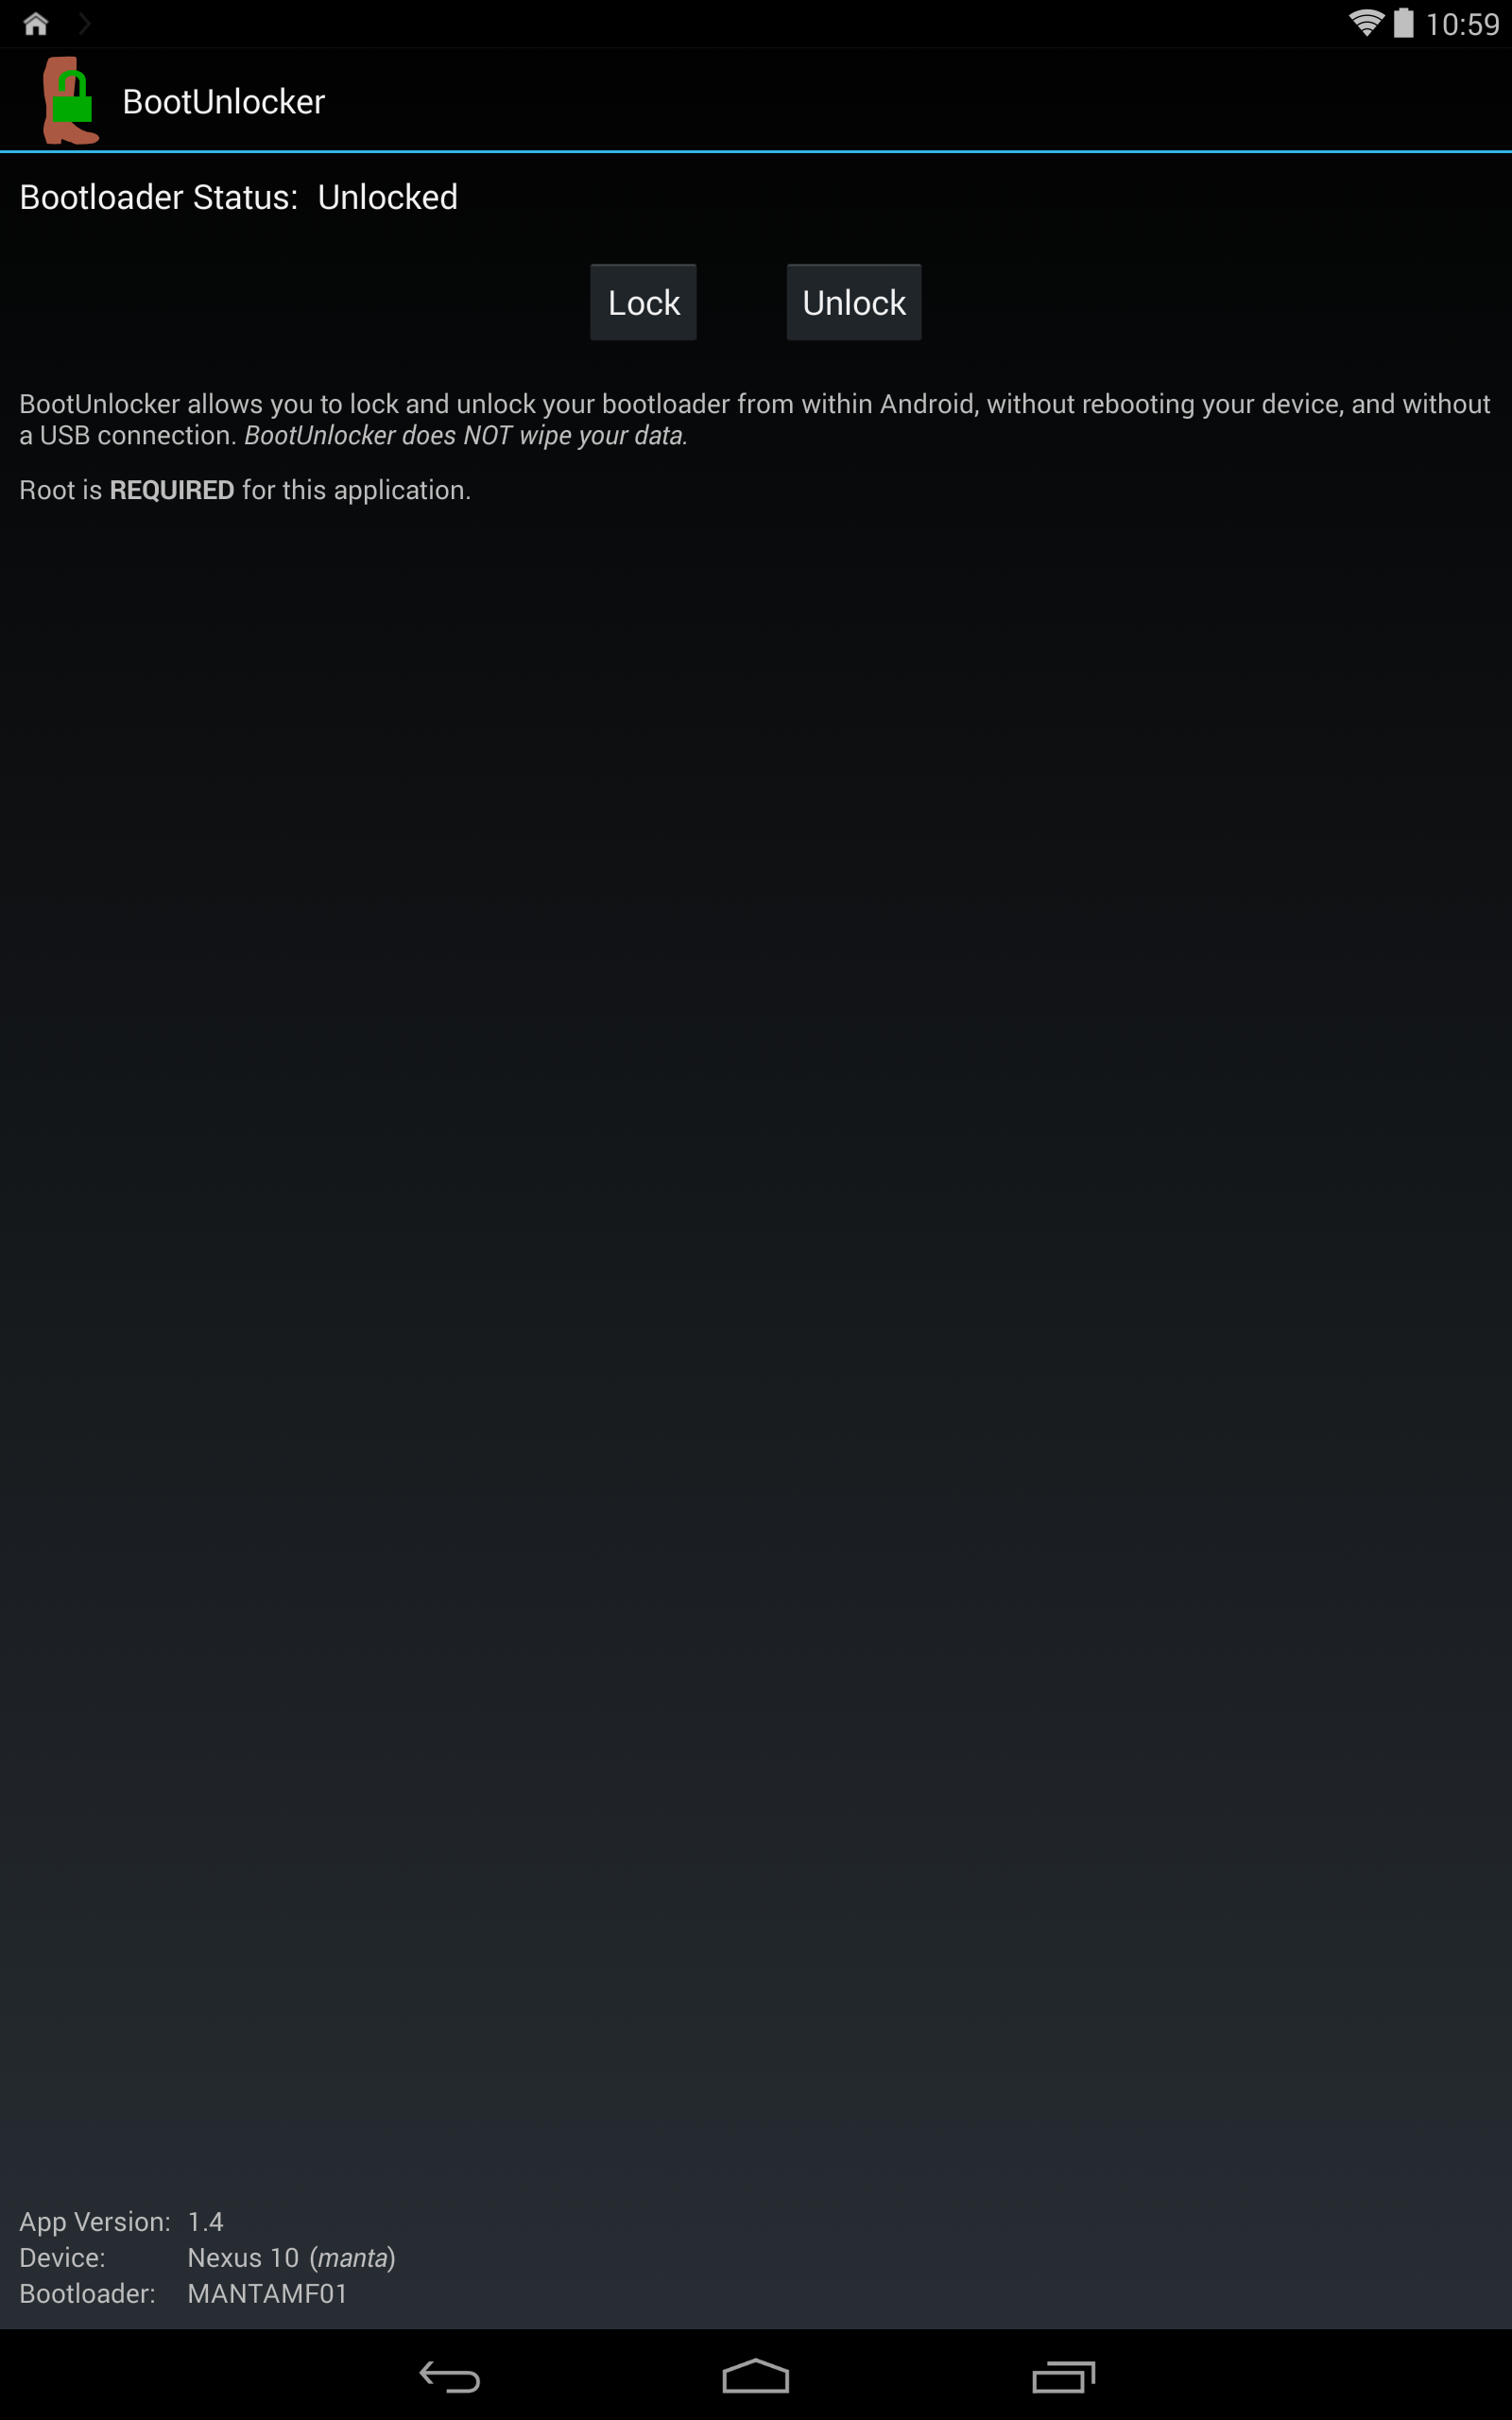 10:59
BootUnlocker
Bootloader Status: Unlocked
Lock Unlock
BootUnlocker allows you to lock and unlock your bootloader from within Android, without rebooting your device, and without
a USB connection. BootUnlocker does NOT wipe your data.
Root is REQUIRED for this application.
App Version: 1.4
Device: Nexus 10 (manta)
Bootloader: MANTAMF01